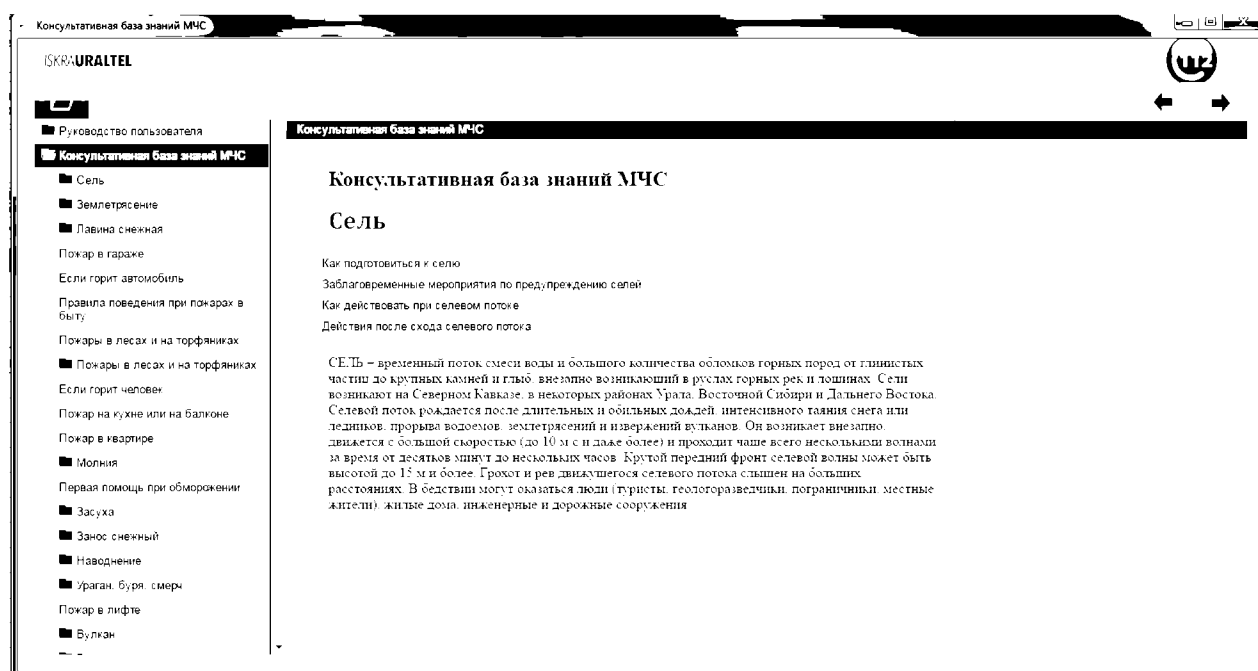 Консультативная база знаний МЧС
ISKRAURALTEL
Руководство пользователя
Консультативная база знаний МЧС
Сель
Землетрясение
Лавина снежная
Пожар в гараже
Если горит автомобиль
Правила поведения при пожарах в
быту
Пожары в лесах и на торфяниках
Пожары в лесах и на торфяниках
Если горит человек
Пожар на кухне или на балконе
Пожар в квартире
Молния
Первая помощь при обморожении
Засуха
Занос снежный
Наводнение
Ураган, буря, смерч
Пожар в лифте
Вулкан
Консультативная база знаний МЧС
Консультативная база знаний МЧС
Сель
Как подготовиться к селю
Заблаговременные мероприятия по предупреждению селей
Как действовать при селевом потоке
Действия после схода селевого потока
СЕЛЬ – временный поток смеси воды и большого количества обломков горных пород от глинистых
частиц до крупных камней и глыб, внезапно возникающий в руслах горных рек и лощинах. Сели
возникают на Северном Кавказе, в некоторых районах Урала, Восточной Сибири и Дальнего Востока.
Селевой поток рождается после длительных и обильных дождей, интенсивного таяния снега или
ледников, прорыва водоемов, землетрясений и извержений вулканов. Он возникает внезапно,
движется с большой скоростью (до 10 м с и даже более) и проходит чаще всего несколькими волнами
за время от десятков минут до нескольких часов. Крутой передний фронт селевой волны может быть
высотой до 15 м и более. Грохот и рев движущегося селевого потока слышен на больших
расстояниях. В бедствии могут оказаться люди (туристы, геологоразведчики, пограничники, местные
жители), жилые дома, инженерные и дорожные сооружения